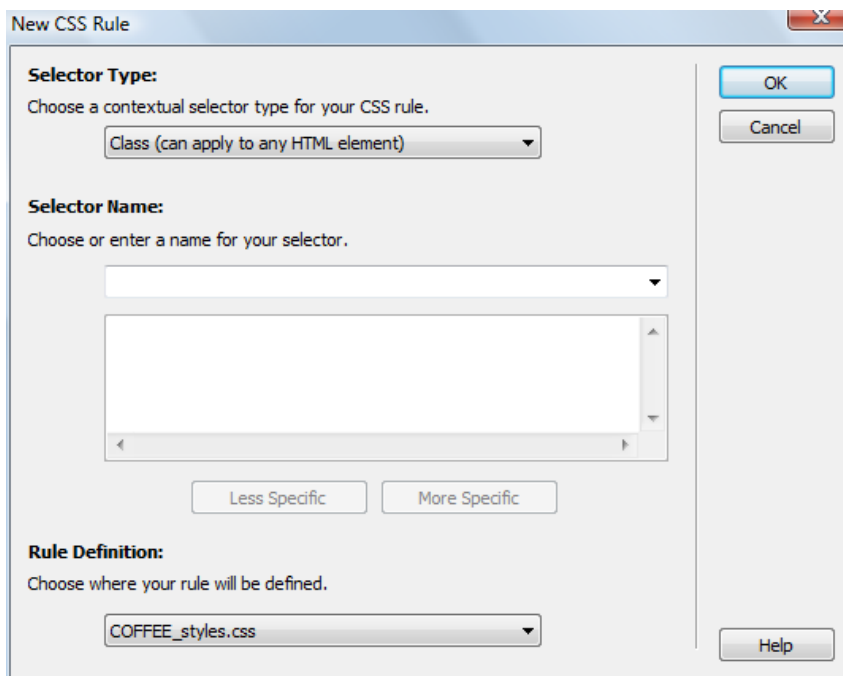 New CSS Rule
Selector Type:
Choose a contextual selector type for your CSS rule.
Class (can apply to any HTML element)
OK
Cancel
Selector Name:
Choose or enter a name for your selector.
Less Specific
More Specific
Rule Definition:
Choose where your rule will be defined.
COFFEE_styles.css
Help